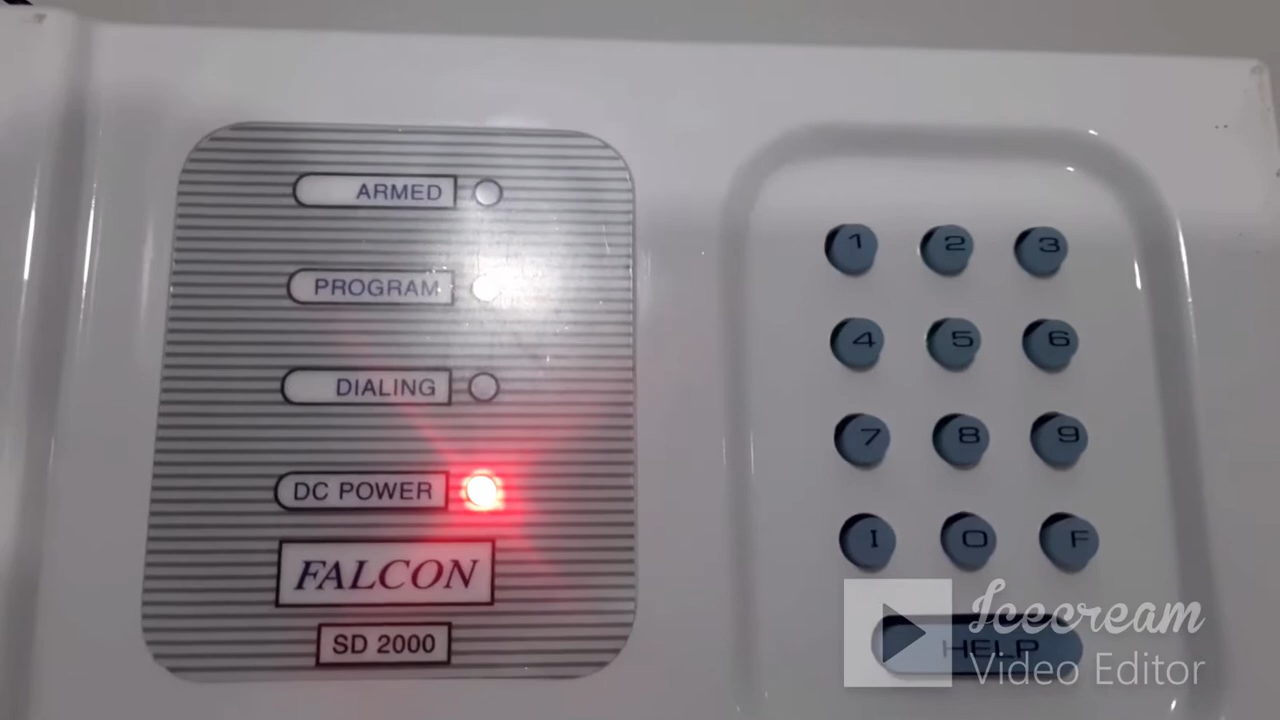 ARMED
PROGRAM
DIALING
DC POWER
FALCON
SD 2000
1 2 3
4 5 6
7 8 9
I O F
HELP
Icecream
Video Editor